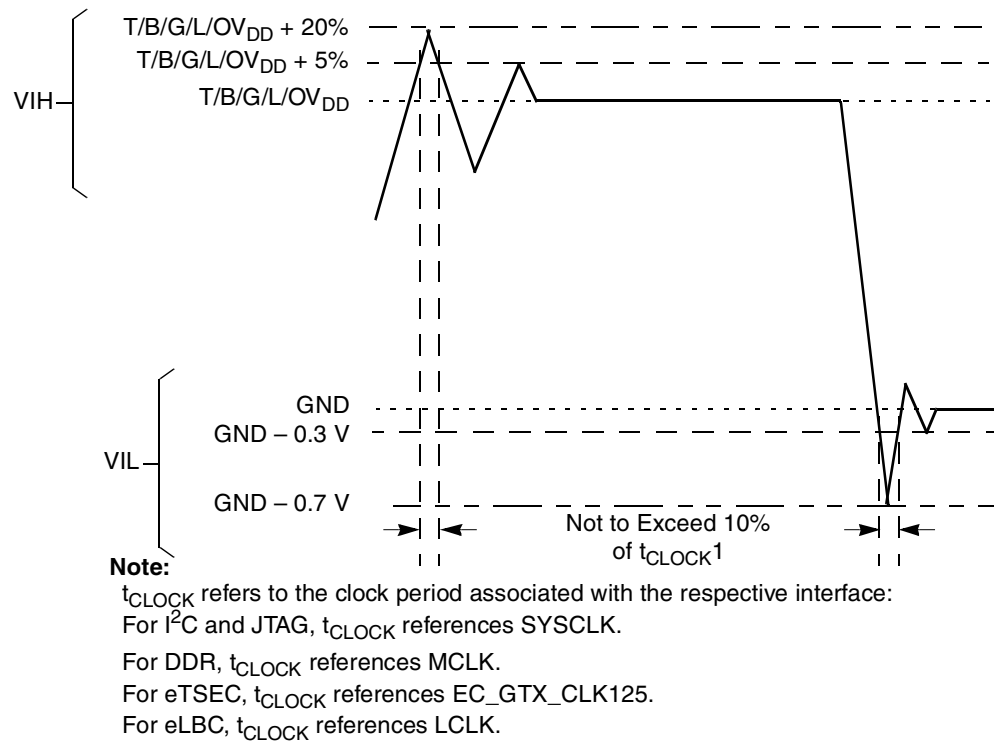 T/B/G/L/OVDD + 20%
T/B/G/L/OVDD + 5%
VIH
T/B/G/L/OVDD
GND
GND – 0.3 V
VIL
GND – 0.7 V
Not to Exceed 10%
of tCLOCK1
Note:
tCLOCK refers to the clock period associated with the respective interface:
For I2C and JTAG, tCLOCK references SYSCLK.
For DDR, tCLOCK references MCLK.
For eTSEC, tCLOCK references EC_GTX_CLK125.
For eLBC, tCLOCK references LCLK.